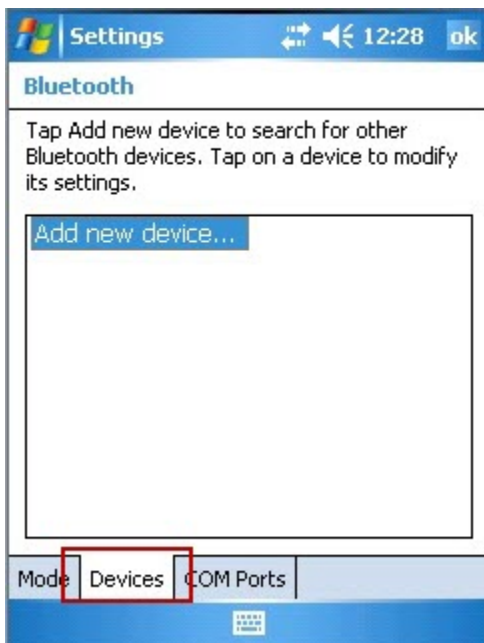 Settings 12:28 ok
Bluetooth
Tap Add new device to search for other
Bluetooth devices. Tap on a device to modify
its settings.
Add new device...
Mode Devices COM Ports